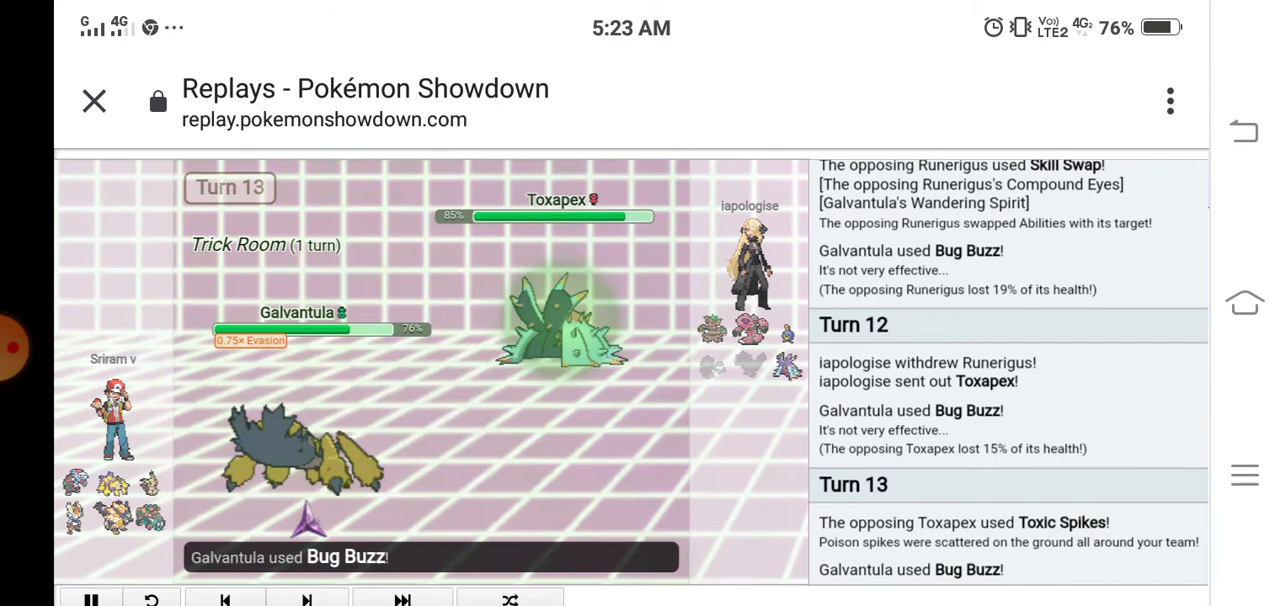 G 4G ... 5:23 AM Vo)) LTE2 4G2 76%
Replays - Pokémon Showdown
replay.pokemonshowdown.com
Turn 13
Trick Room (1 turn)
Toxapex
85%
Galvantula
76%
0.75× Evasion
Sriram v
iapologise
Galvantula used Bug Buzz!
The opposing Runerigus used Skill Swap!
[The opposing Runerigus's Compound Eyes]
[Galvantula's Wandering Spirit]
The opposing Runerigus swapped Abilities with its target!
Galvantula used Bug Buzz!
It's not very effective...
(The opposing Runerigus lost 19% of its health!)
Turn 12
iapologise withdrew Runerigus!
iapologise sent out Toxapex!
Galvantula used Bug Buzz!
It's not very effective...
(The opposing Toxapex lost 15% of its health!)
Turn 13
The opposing Toxapex used Toxic Spikes!
Poison spikes were scattered on the ground all around your team!
Galvantula used Bug Buzz!